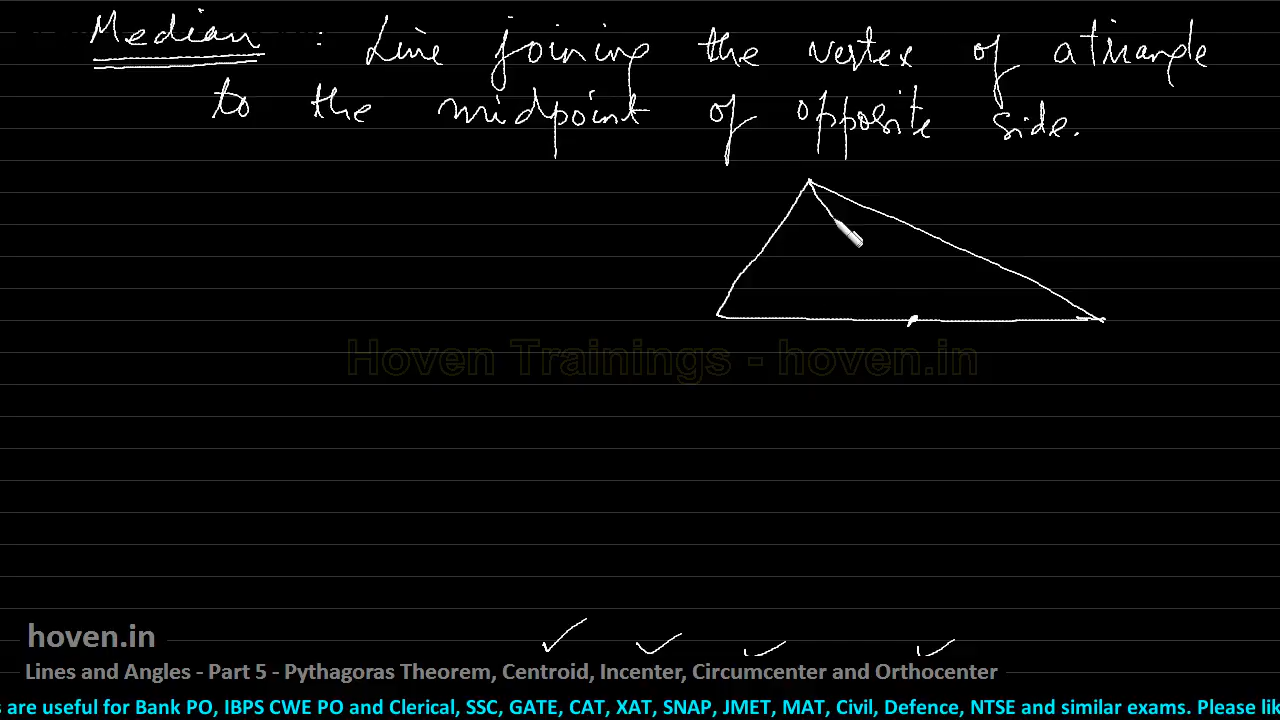 Median : Line joining the vertex of a triangle
to the midpoint of opposite side.
Hoven Trainings - hoven.in
hoven.in
Lines and Angles - Part 5 - Pythagoras Theorem, Centroid, Incenter, Circumcenter and Orthocenter
s are useful for Bank PO, IBPS CWE PO and Clerical, SSC, GATE, CAT, XAT, SNAP, JMET, MAT, Civil, Defence, NTSE and similar exams. Please lik